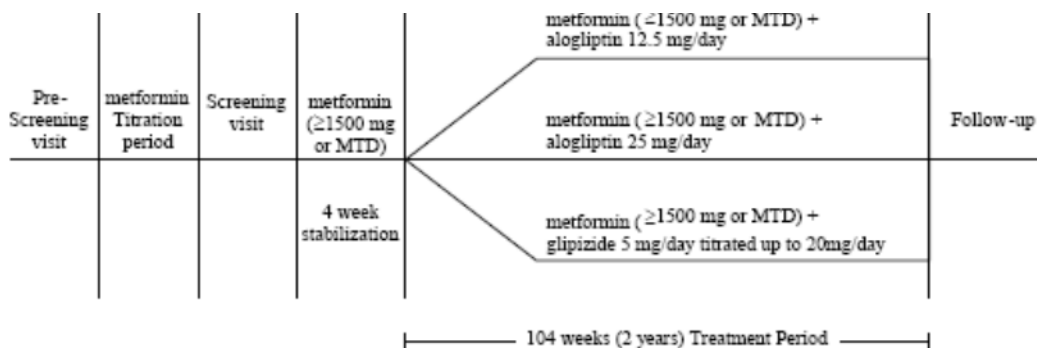 Pre-
Screening
visit
metformin
Titration
period
Screening
visit
metformin
(≥1500 mg
or MTD)
4 week
stabilization
metformin (≥1500 mg or MTD) +
alogliptin 12.5 mg/day
metformin (≥1500 mg or MTD) +
alogliptin 25 mg/day
metformin (≥1500 mg or MTD) +
glipizide 5 mg/day titrated up to 20mg/day
Follow-up
104 weeks (2 years) Treatment Period